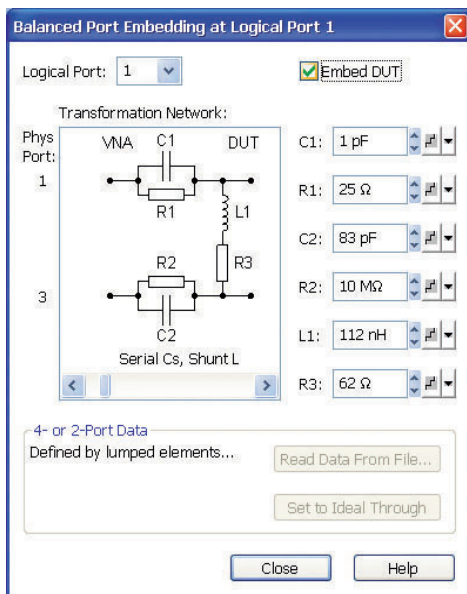 Balanced Port Embedding at Logical Port 1
Logical Port: 1
Embed DUT
Transformation Network:
Phys Port:
VNA C1 DUT
1
R1
L1
R2
R3
3
C2
Serial Cs, Shunt L
C1: 1 pF
R1: 25 Ω
C2: 83 pF
R2: 10 MΩ
L1: 112 nH
R3: 62 Ω
4- or 2-Port Data
Defined by lumped elements...
Read Data From File...
Set to Ideal Through
Close
Help